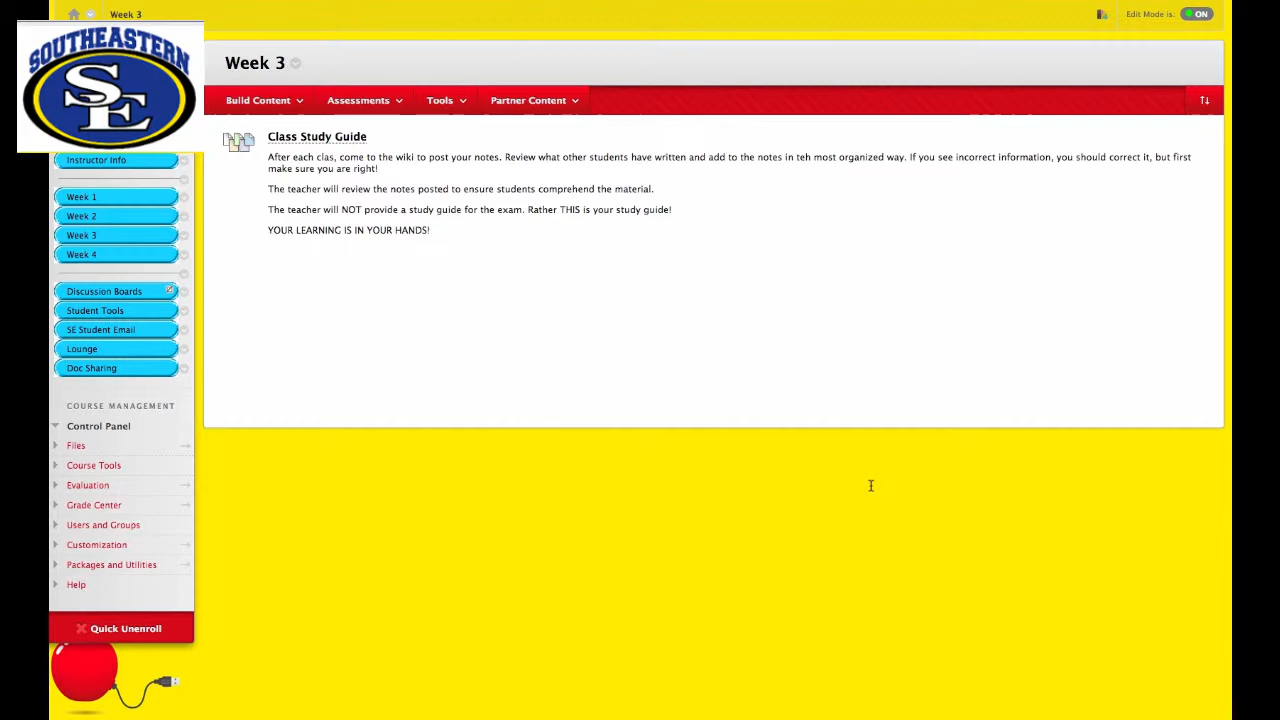 Week 3
Edit Mode is: ON
SOUTHEASTERN
SE
Week 3
Build Content
Assessments
Tools
Partner Content
Class Study Guide
After each clas, come to the wiki to post your notes. Review what other students have written and add to the notes in teh most organized way. If you see incorrect information, you should correct it, but first
make sure you are right!
The teacher will review the notes posted to ensure students comprehend the material.
The teacher will NOT provide a study guide for the exam. Rather THIS is your study guide!
YOUR LEARNING IS IN YOUR HANDS!
Instructor Info
Week 1
Week 2
Week 3
Week 4
Discussion Boards
Student Tools
SE Student Email
Lounge
Doc Sharing
COURSE MANAGEMENT
Control Panel
Files
Course Tools
Evaluation
Grade Center
Users and Groups
Customization
Packages and Utilities
Help
Quick Unenroll